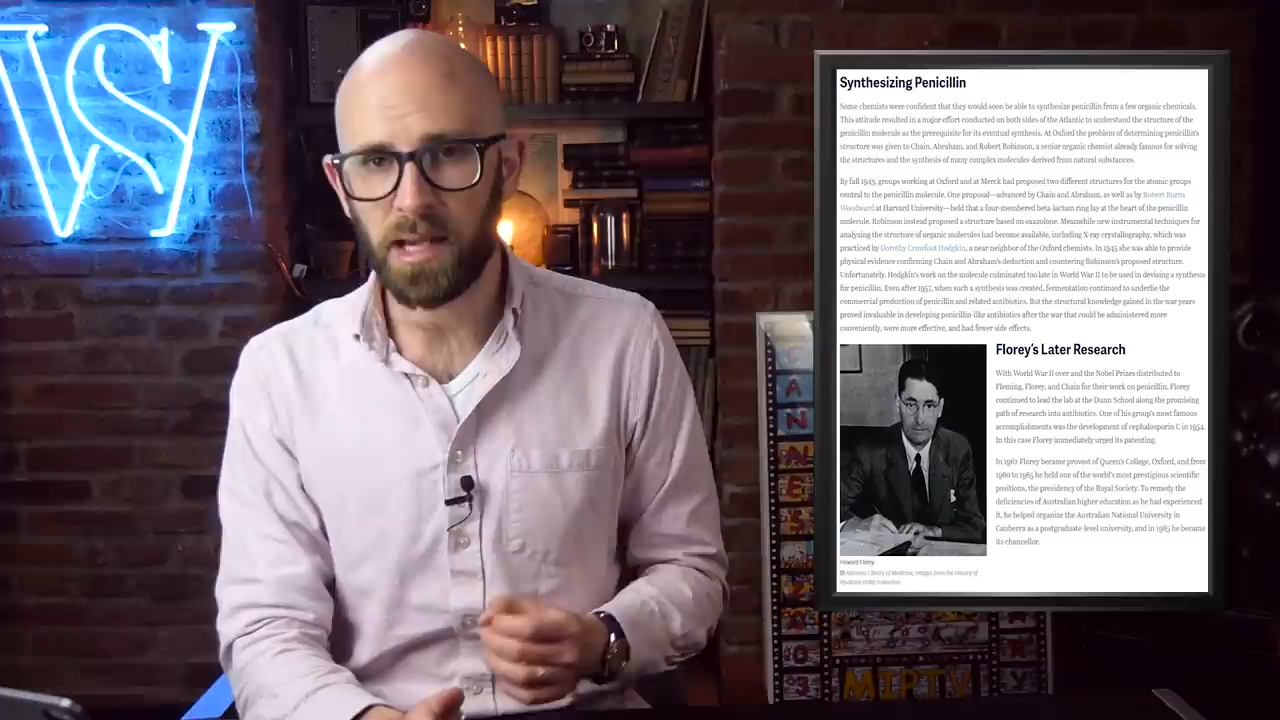 VS
Synthesizing Penicillin
Some chemists were confident that they would soon be able to synthesize penicillin from a few organic chemicals.
This attitude resulted in a major effort conducted on both sides of the Atlantic to understand the structure of the
penicillin molecule as the prerequisite for its eventual synthesis. At Oxford the problem of determining penicillin's
structure was given to Chain, Abraham, and Robert Robinson, a senior organic chemist already famous for solving
the structures and the synthesis of many complex molecules derived from natural substances.
By fall 1943, groups working at Oxford and at Merck had proposed two different structures for the atomic groups
central to the penicillin molecule. One proposal—advanced by Chain and Abraham, as well as by Robert Burns
Woodward at Harvard University—held that a four-membered beta-lactam ring lay at the heart of the penicillin
molecule. Robinson instead proposed a structure based on oxazolone. Meanwhile new instrumental techniques for
analyzing the structure of organic molecules had become available, including X-ray crystallography, which was
practiced by Dorothy Crowfoot Hodgkin, a near neighbor of the Oxford chemists. In 1945 she was able to provide
physical evidence confirming Chain and Abraham's deduction and countering Robinson's proposed structure.
Unfortunately, Hodgkin's work on the molecule culminated too late in World War II to be used in devising a synthesis
for penicillin. Even after 1957, when such a synthesis was created, fermentation continued to underlie the
commercial production of penicillin and related antibiotics. But the structural knowledge gained in the war years
proved invaluable in developing penicillin-like antibiotics after the war that could be administered more
conveniently, were more effective, and had fewer side effects.
Florey's Later Research
With World War II over and the Nobel Prizes distributed to
Fleming, Florey, and Chain for their work on penicillin, Florey
continued to lead the lab at the Dunn School along the promising
path of research into antibiotics. One of his group's most famous
accomplishments was the development of cephalosporin C in 1954.
In this case Florey immediately urged its patenting.
In 1962 Florey became provost of Queen's College, Oxford, and from
1960 to 1965 he held one of the world's most prestigious scientific
positions, the presidency of the Royal Society. To remedy the
deficiencies of Australian higher education as he had experienced
it, he helped organize the Australian National University in
Canberra as a postgraduate-level university, and in 1965 he became
its chancellor.
Howard Florey.
National Library of Medicine, Images from the History of
Medicine (IHM) Collection
CANNES
MIPTV